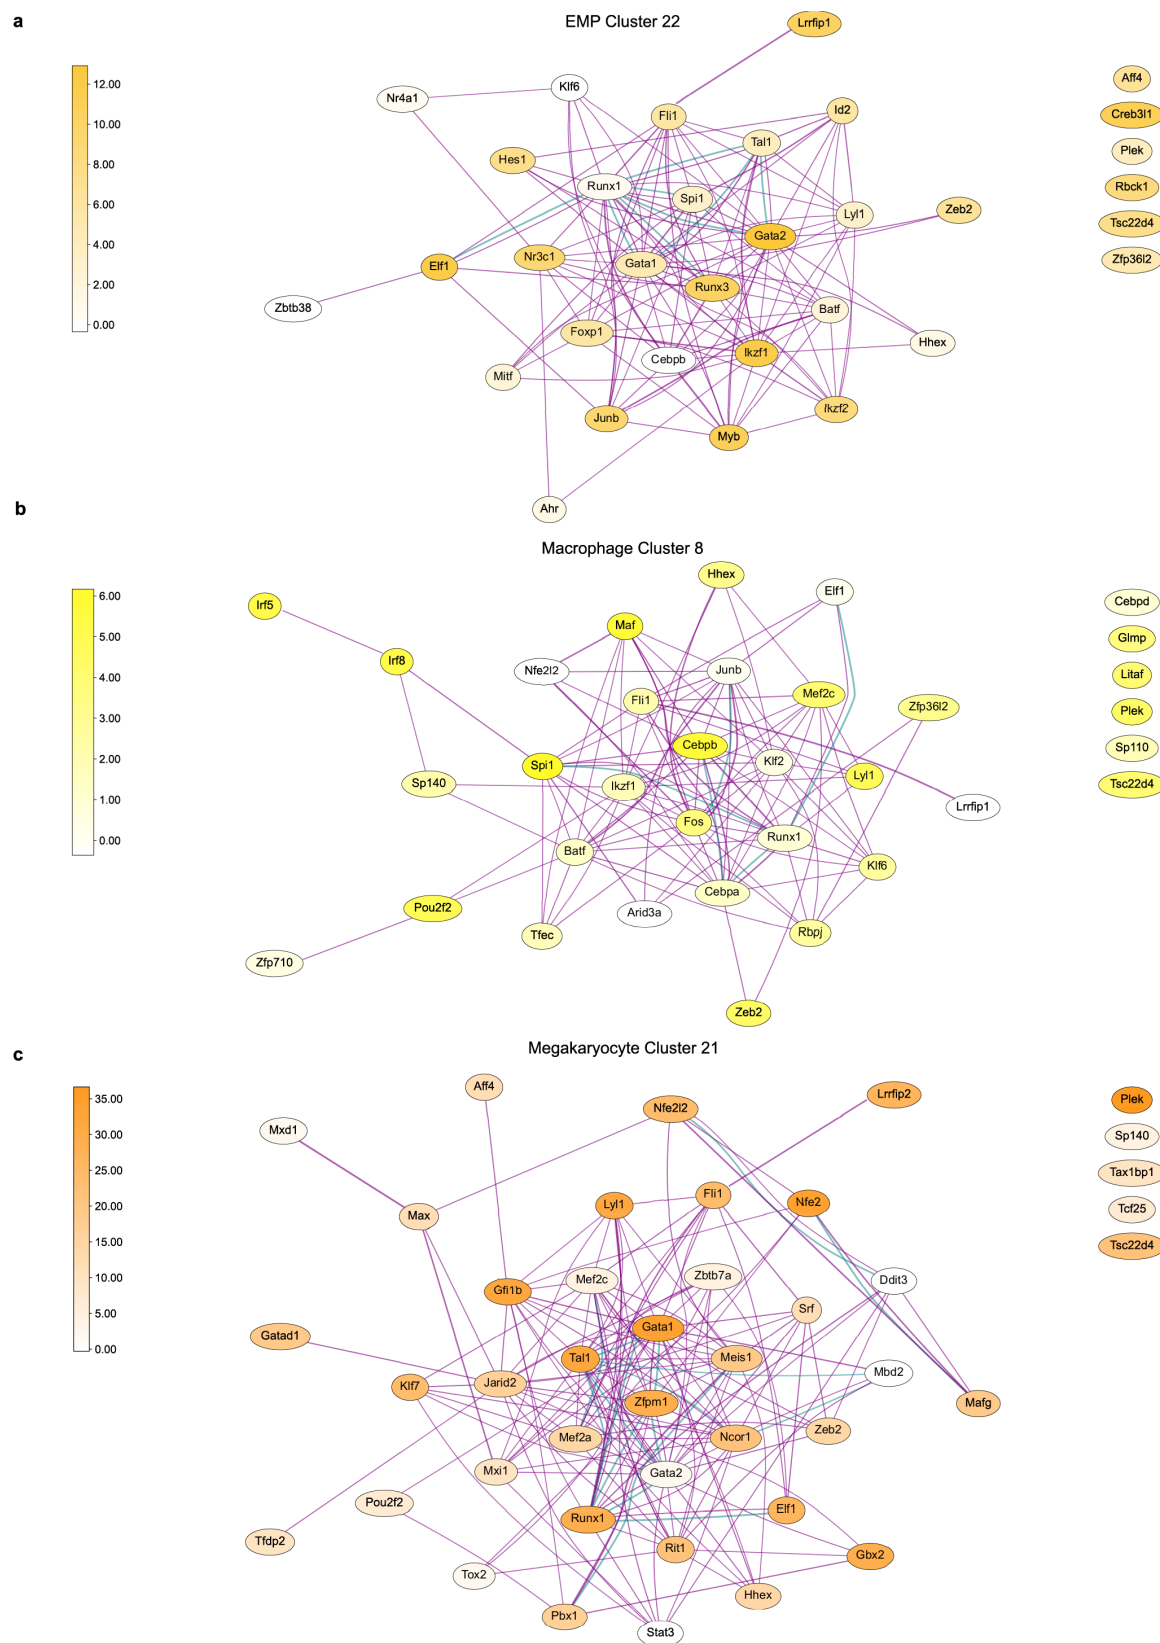 a
EMP Cluster 22
Lrrfip1
12.00
10.00
8.00
6.00
4.00
2.00
0.00
Nr4a1
Klf6
Fli1
Id2
Tal1
Hes1
Runx1
Spi1
Lyl1
Zeb2
Gata2
Nr3c1
Elf1
Gata1
Runx3
Zbtb38
Batf
Foxp1
Hhex
Cebpb
Ikzf1
Mitf
Junb
Ikzf2
Myb
Ahr
Aff4
Creb3l1
Plek
Rbck1
Tsc22d4
Zfp36l2
b
Macrophage Cluster 8
6.00
5.00
4.00
3.00
2.00
1.00
0.00
Hhex
Elf1
Irf5
Maf
Irf8
Nfe2l2
Junb
Fli1
Mef2c
Zfp36l2
Cebpb
Spi1
Klf2
Lyl1
Sp140
Ikzf1
Lrrfip1
Fos
Runx1
Batf
Klf6
Cebpa
Pou2f2
Arid3a
Tfec
Rbpj
Zfp710
Zeb2
Cebpd
Glmp
Litaf
Plek
Sp110
Tsc22d4
c
Megakaryocyte Cluster 21
35.00
30.00
25.00
20.00
15.00
10.00
5.00
0.00
Aff4
Lrrfip2
Nfe2l2
Mxd1
Fli1
Lyl1
Nfe2
Max
Mef2c
Zbtb7a
Ddit3
Gfi1b
Srf
Gata1
Gatad1
Tal1
Meis1
Mbd2
Klf7
Jarid2
Zfpm1
Mafg
Mef2a
Ncor1
Zeb2
Mxi1
Gata2
Pou2f2
Elf1
Runx1
Tfdp2
Rit1
Gbx2
Tox2
Hhex
Pbx1
Stat3
Plek
Sp140
Tax1bp1
Tcf25
Tsc22d4